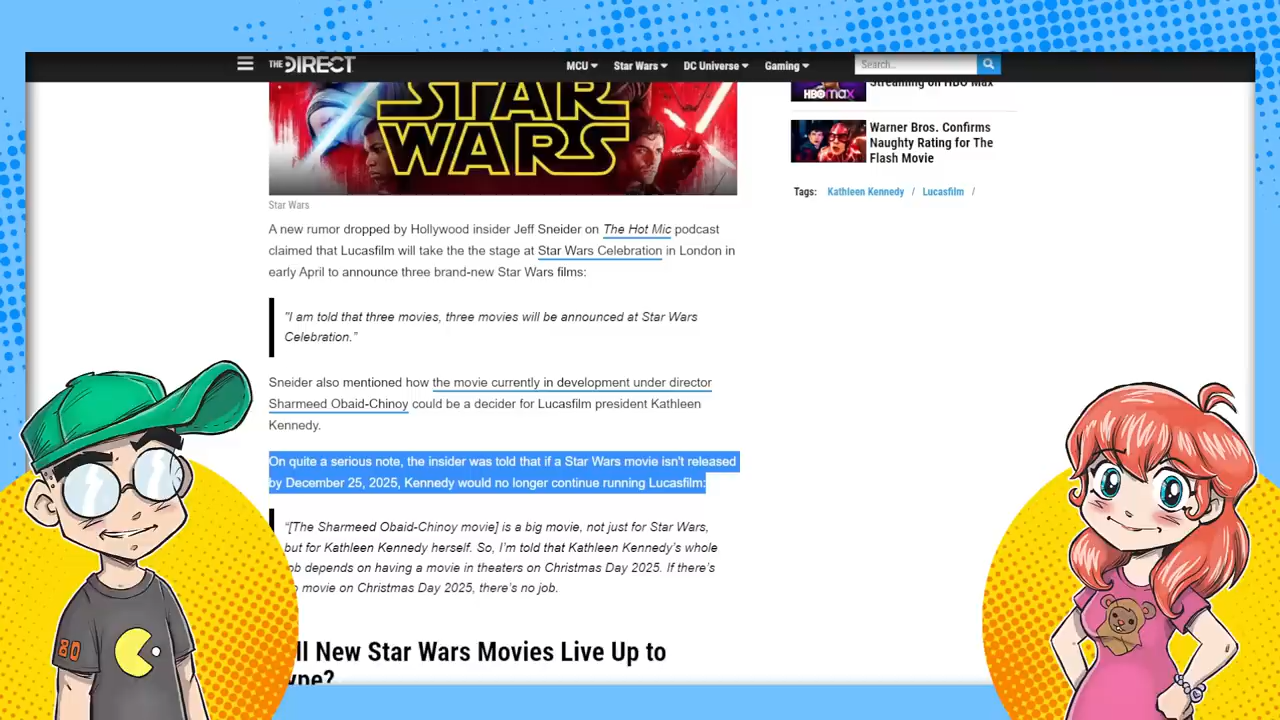 THE DIRECT
MCU
Star Wars
DC Universe
Gaming
Search...
STAR
WARS
Star Wars
A new rumor dropped by Hollywood insider Jeff Sneider on The Hot Mic podcast
claimed that Lucasfilm will take the the stage at Star Wars Celebration in London in
early April to announce three brand-new Star Wars films:
"I am told that three movies, three movies will be announced at Star Wars
Celebration."
Sneider also mentioned how the movie currently in development under director
Sharmeed Obaid-Chinoy could be a decider for Lucasfilm president Kathleen
Kennedy.
On quite a serious note, the insider was told that if a Star Wars movie isn't released
by December 25, 2025, Kennedy would no longer continue running Lucasfilm:
"[The Sharmeed Obaid-Chinoy movie] is a big movie, not just for Star Wars,
but for Kathleen Kennedy herself. So, I'm told that Kathleen Kennedy's whole
depends on having a movie in theaters on Christmas Day 2025. If there's
movie on Christmas Day 2025, there's no job.
New Star Wars Movies Live Up to
HBO max
Streaming on HBO Max
Warner Bros. Confirms
Naughty Rating for The
Flash Movie
Tags: Kathleen Kennedy / Lucasfilm /
80